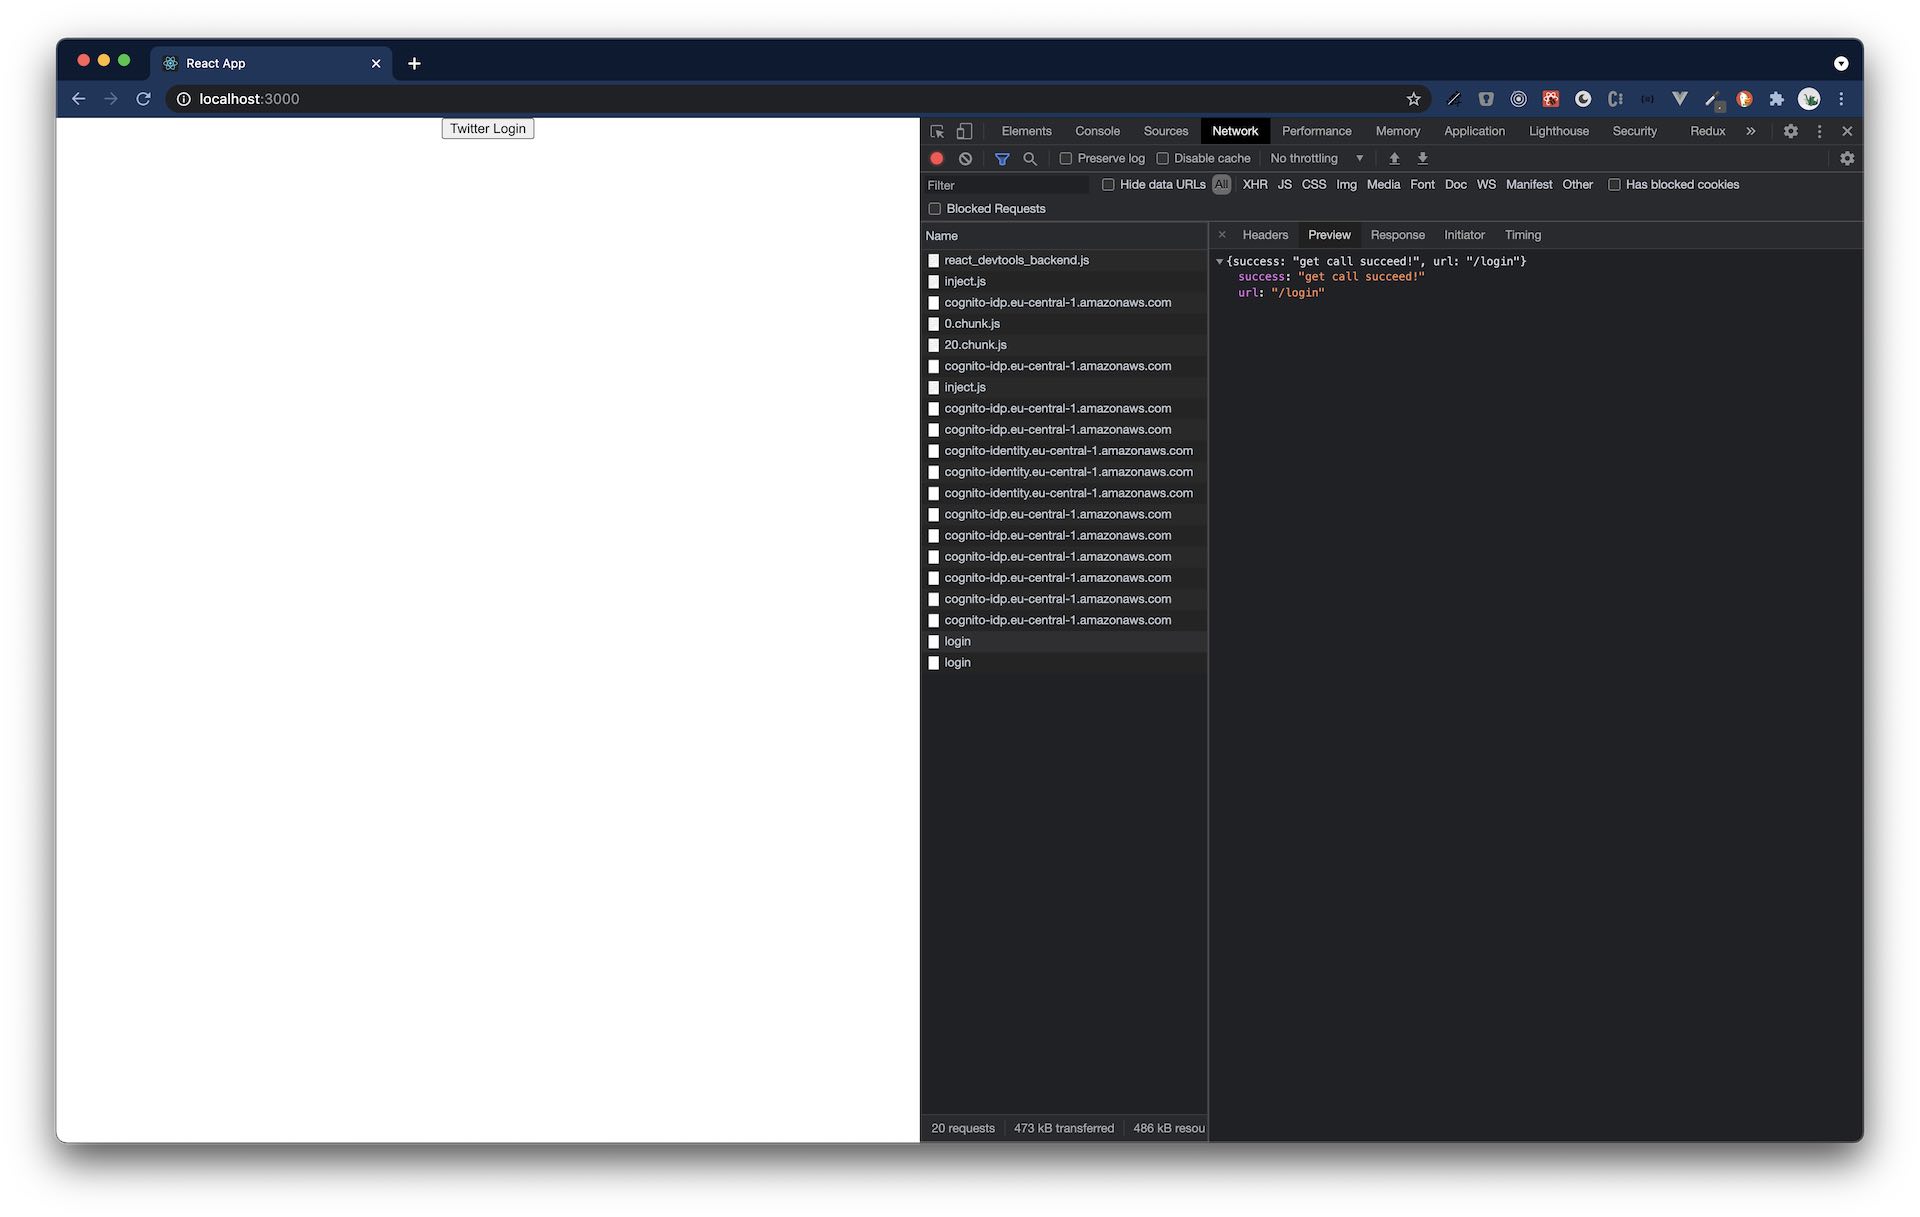 React App
localhost:3000
Twitter Login
Elements Console Sources Network Performance Memory Application Lighthouse Security Redux »
Preserve log Disable cache No throttling
Filter Hide data URLs All XHR JS CSS Img Media Font Doc WS Manifest Other Has blocked cookies
Blocked Requests
Name
react_devtools_backend.js
inject.js
cognito-idp.eu-central-1.amazonaws.com
0.chunk.js
20.chunk.js
cognito-idp.eu-central-1.amazonaws.com
inject.js
cognito-idp.eu-central-1.amazonaws.com
cognito-idp.eu-central-1.amazonaws.com
cognito-identity.eu-central-1.amazonaws.com
cognito-identity.eu-central-1.amazonaws.com
cognito-identity.eu-central-1.amazonaws.com
cognito-idp.eu-central-1.amazonaws.com
cognito-idp.eu-central-1.amazonaws.com
cognito-idp.eu-central-1.amazonaws.com
cognito-idp.eu-central-1.amazonaws.com
cognito-idp.eu-central-1.amazonaws.com
cognito-idp.eu-central-1.amazonaws.com
login
login
20 requests 473 kB transferred 486 kB resou
Headers Preview Response Initiator Timing
{success: "get call succeed!", url: "/login"}
success: "get call succeed!"
url: "/login"